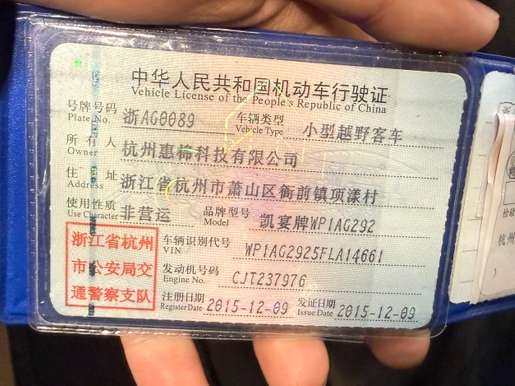 中华人民共和国机动车行驶证
Vehicle License of the People's Republic of China
号牌号码 浙AG0089 车辆类型 小型越野客车
Plate No. Vehicle Type
所有人 杭州惠柿科技有限公司
Owner
住址 浙江省杭州市萧山区衙前镇项漾村
Address
使用性质 非营运 品牌型号 凯宴牌WP1AG292
Use Character Model
浙江省杭州
市公安局交
通警察支队
车辆识别代号 WP1AG2925FLA14661
VIN
发动机号码 CJT237976
Engine No.
注册日期 2015-12-09 发证日期 2015-12-09
Register Date Issue Date